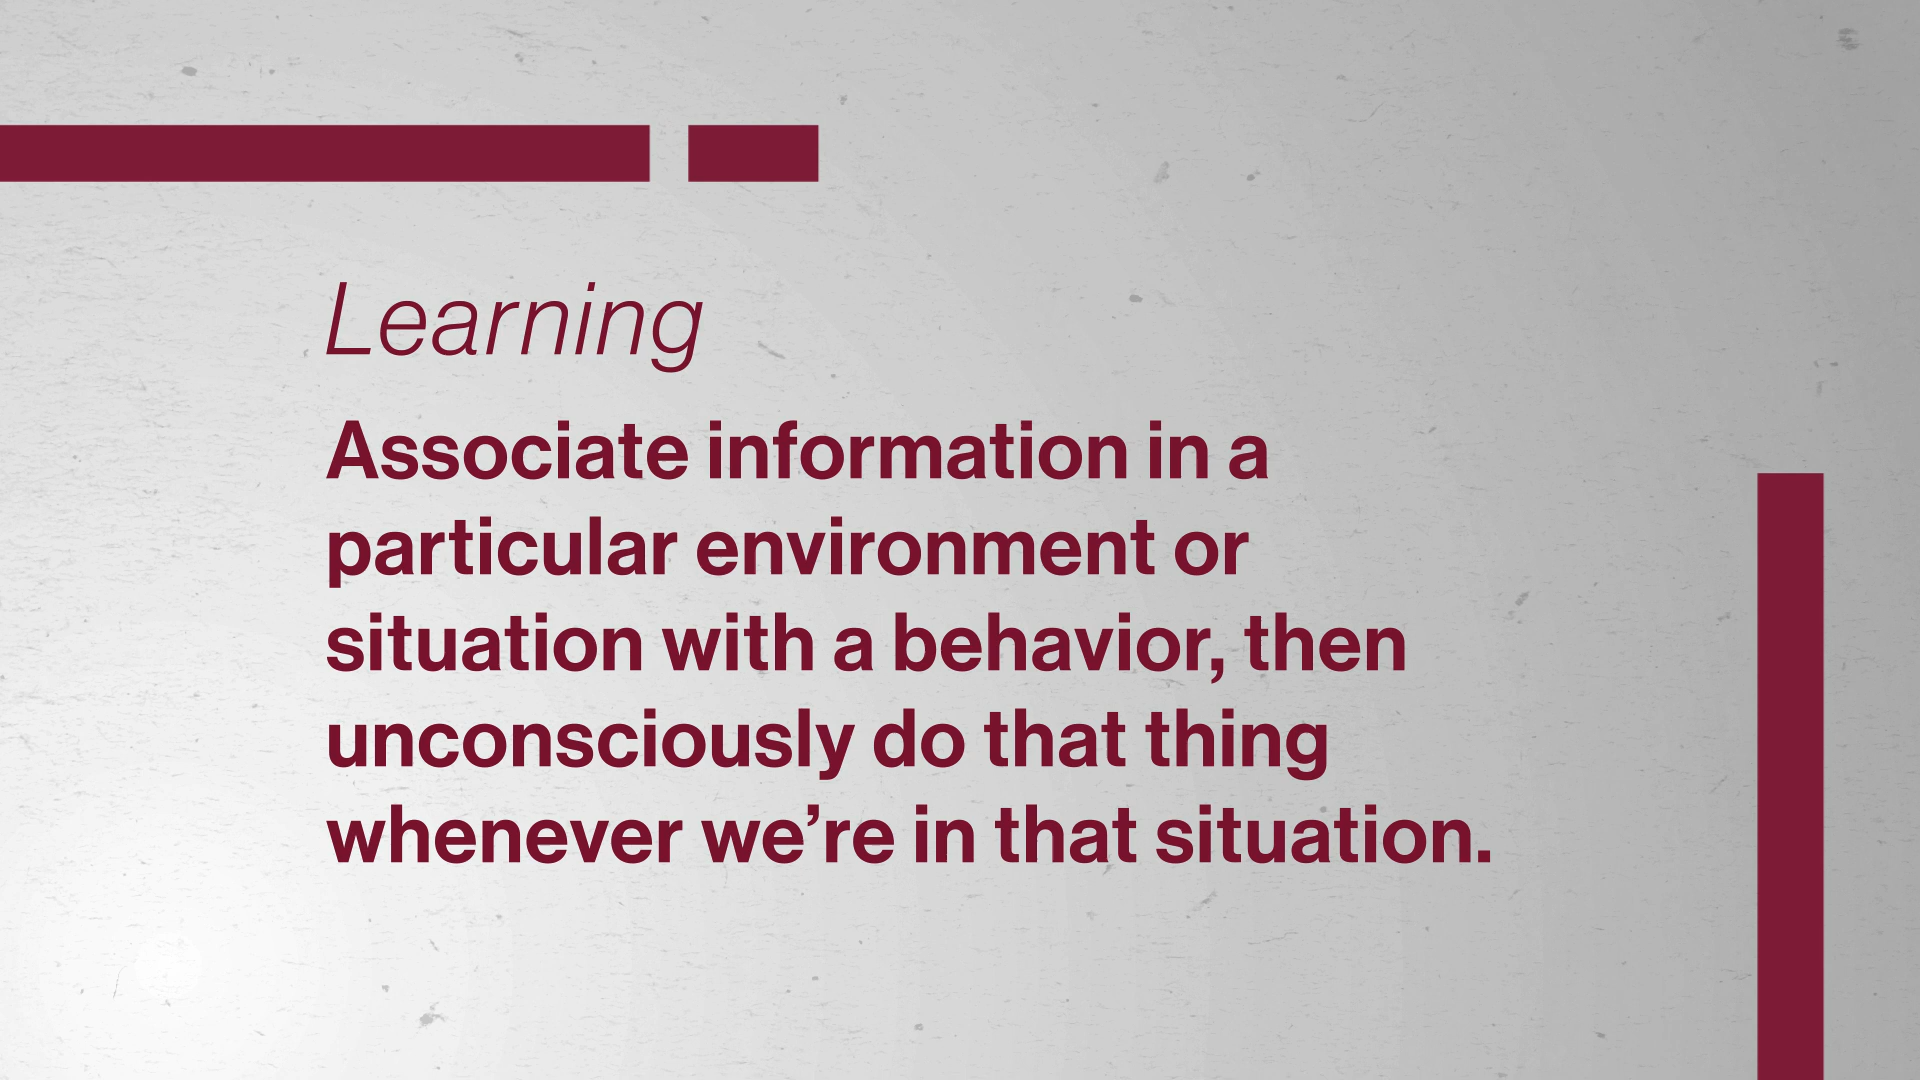 Learning
Associate information in a
particular environment or
situation with a behavior, then
unconsciously do that thing
whenever we’re in that situation.